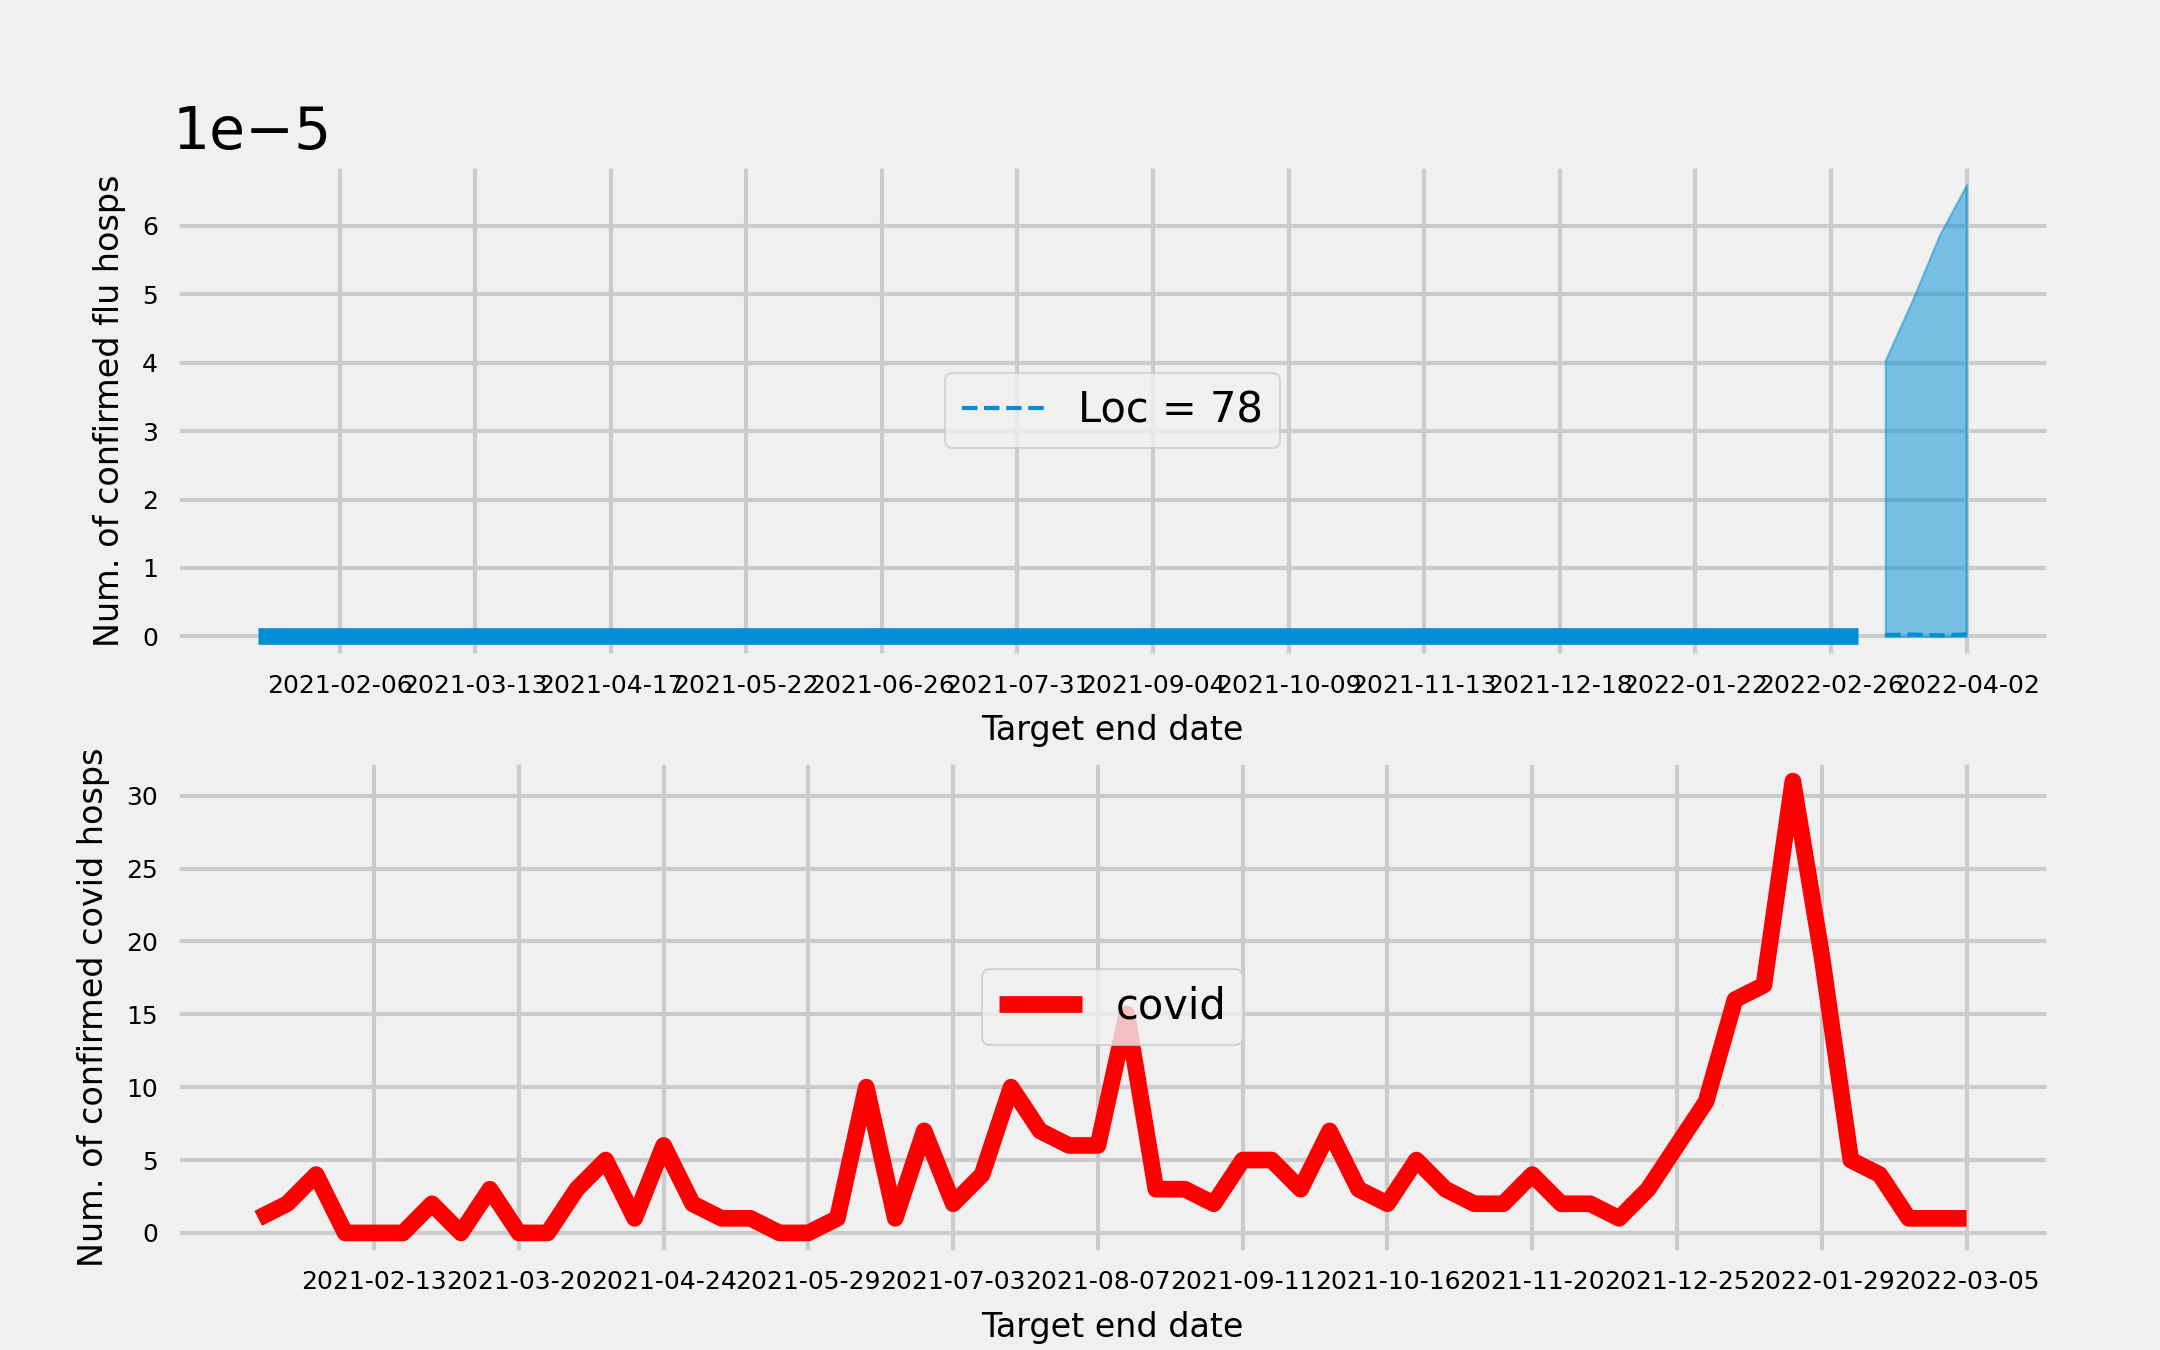 1e−5
Num. of confirmed flu hosps
6
5
4
3
2
1
0
Loc = 78
2021-02-06 2021-03-13 2021-04-17 2021-05-22 2021-06-26 2021-07-31 2021-09-04 2021-10-09 2021-11-13 2021-12-18 2022-01-22 2022-02-26 2022-04-02
Target end date
Num. of confirmed covid hosps
30
25
20
15
10
5
0
covid
2021-02-13 2021-03-20 2021-04-24 2021-05-29 2021-07-03 2021-08-07 2021-09-11 2021-10-16 2021-11-20 2021-12-25 2022-01-29 2022-03-05
Target end date